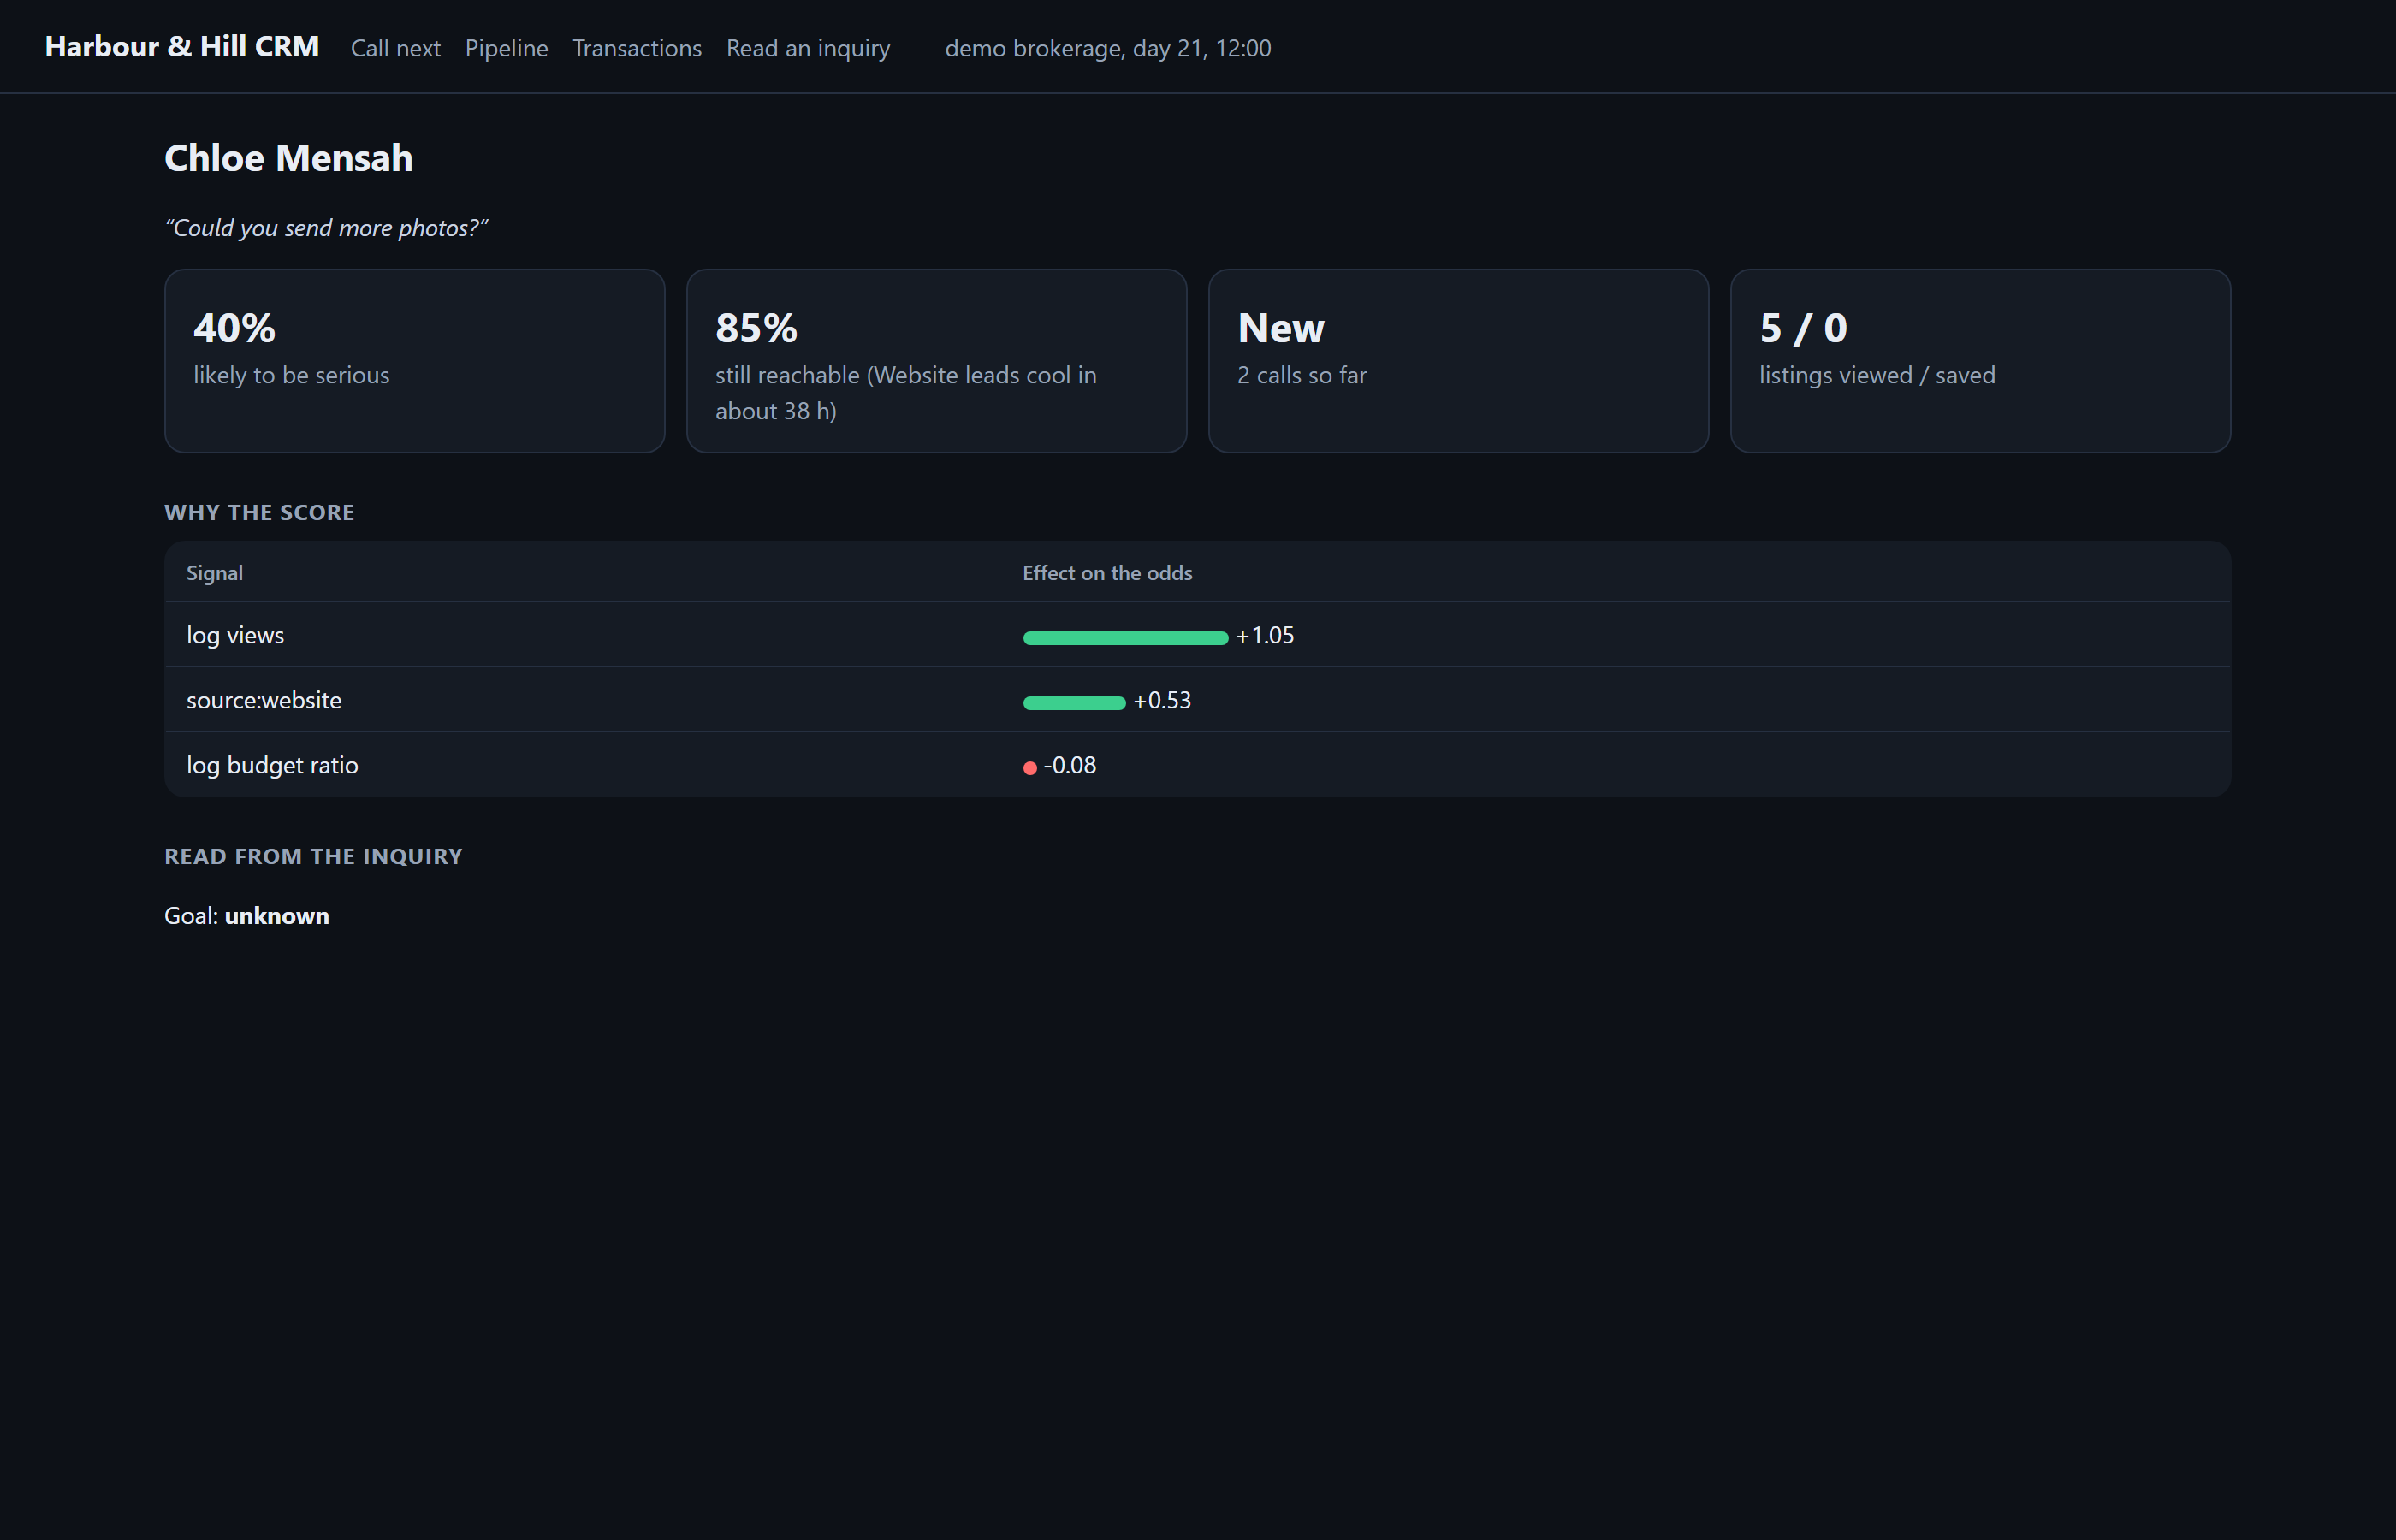 Harbour & Hill CRM Call next Pipeline Transactions Read an inquiry demo brokerage, day 21, 12:00
Chloe Mensah
“Could you send more photos?”
40%
likely to be serious
85%
still reachable (Website leads cool in
about 38 h)
New
2 calls so far
5 / 0
listings viewed / saved
WHY THE SCORE
Signal Effect on the odds
log views +1.05
source:website +0.53
log budget ratio -0.08
READ FROM THE INQUIRY
Goal: unknown